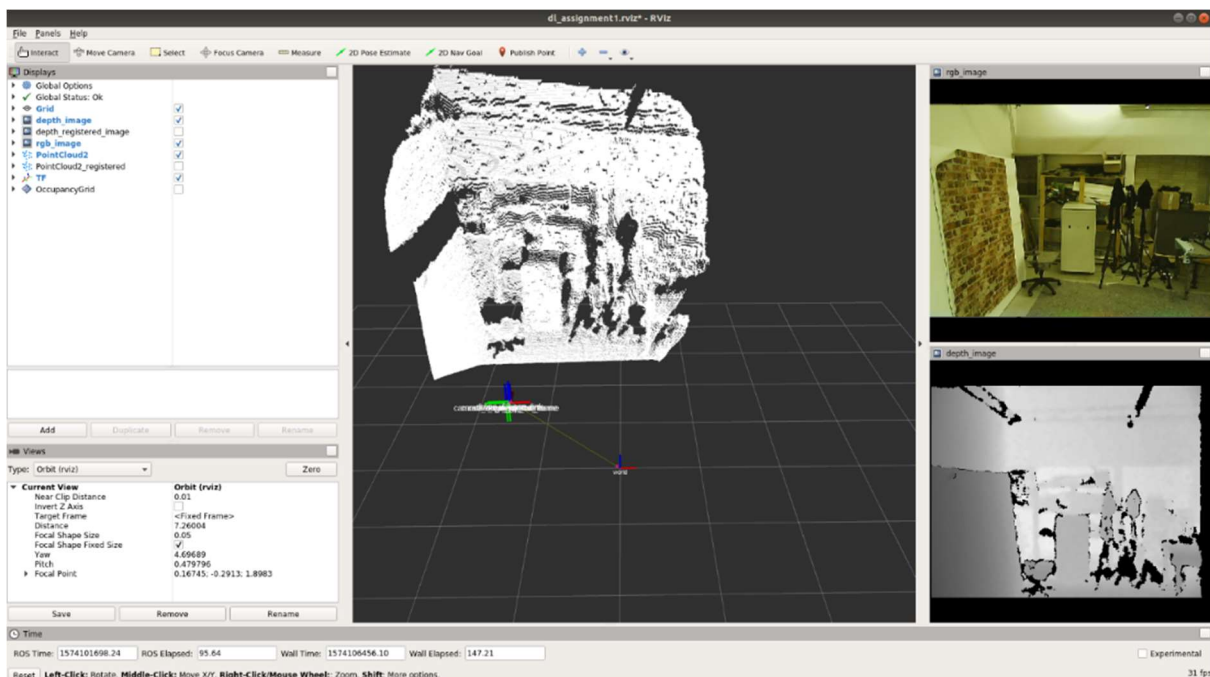 dl_assignment1.rviz* - RViz
File Panels Help
Interact Move Camera Select Focus Camera Measure 2D Pose Estimate 2D Nav Goal Publish Point
Displays
Global Options
Global Status: Ok
Grid
depth_image
depth_registered_image
rgb_image
PointCloud2
PointCloud2_registered
TF
OccupancyGrid
Add Duplicate Remove Rename
Views
Type: Orbit (rviz) Zero
Current View Orbit (rviz)
Near Clip Distance 0.01
Invert Z Axis
Target Frame <Fixed Frame>
Distance 7.26004
Focal Shape Size 0.05
Focal Shape Fixed Size
Yaw 4.69689
Pitch 0.479796
Focal Point 0.16745; -0.2913; 1.8983
Save Remove Rename
world
rgb_image
depth_image
Time
ROS Time: 1574101698.24 ROS Elapsed: 95.64 Wall Time: 1574106456.10 Wall Elapsed: 147.21 Experimental
Reset Left-Click: Rotate. Middle-Click: Move X/Y. Right-Click/Mouse Wheel:: Zoom. Shift: More options. 31 fps